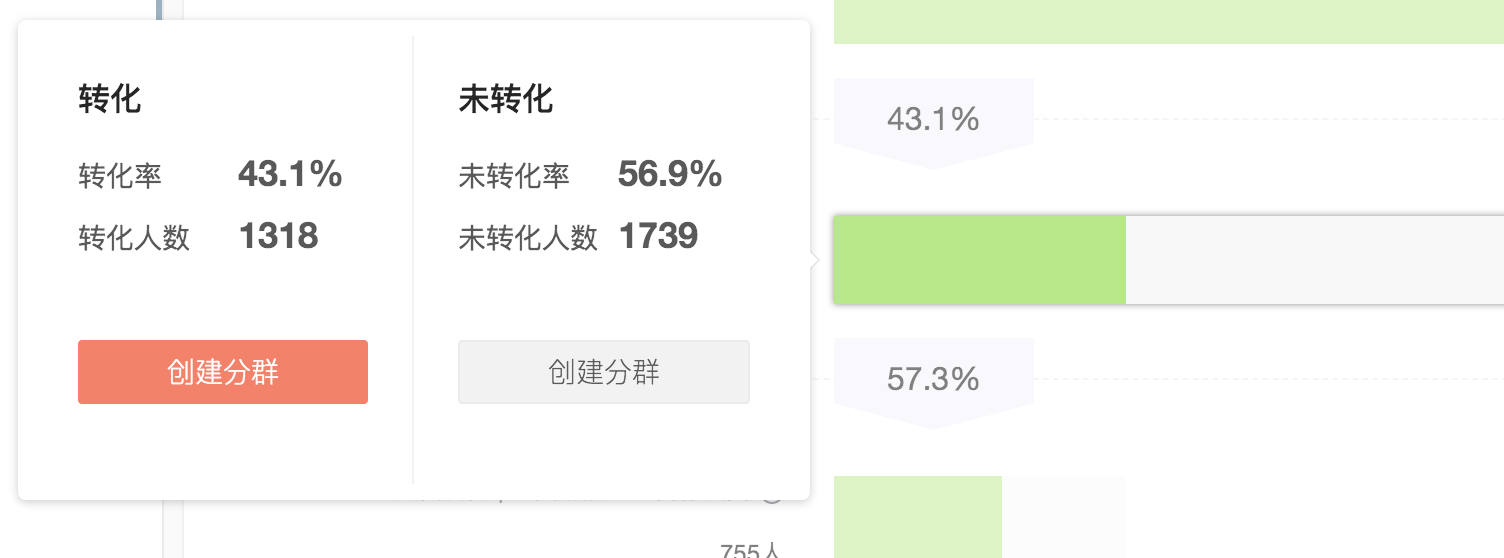 转化
转化率 43.1%
转化人数 1318
创建分群
未转化
未转化率 56.9%
未转化人数 1739
创建分群
43.1%
57.3%
755人